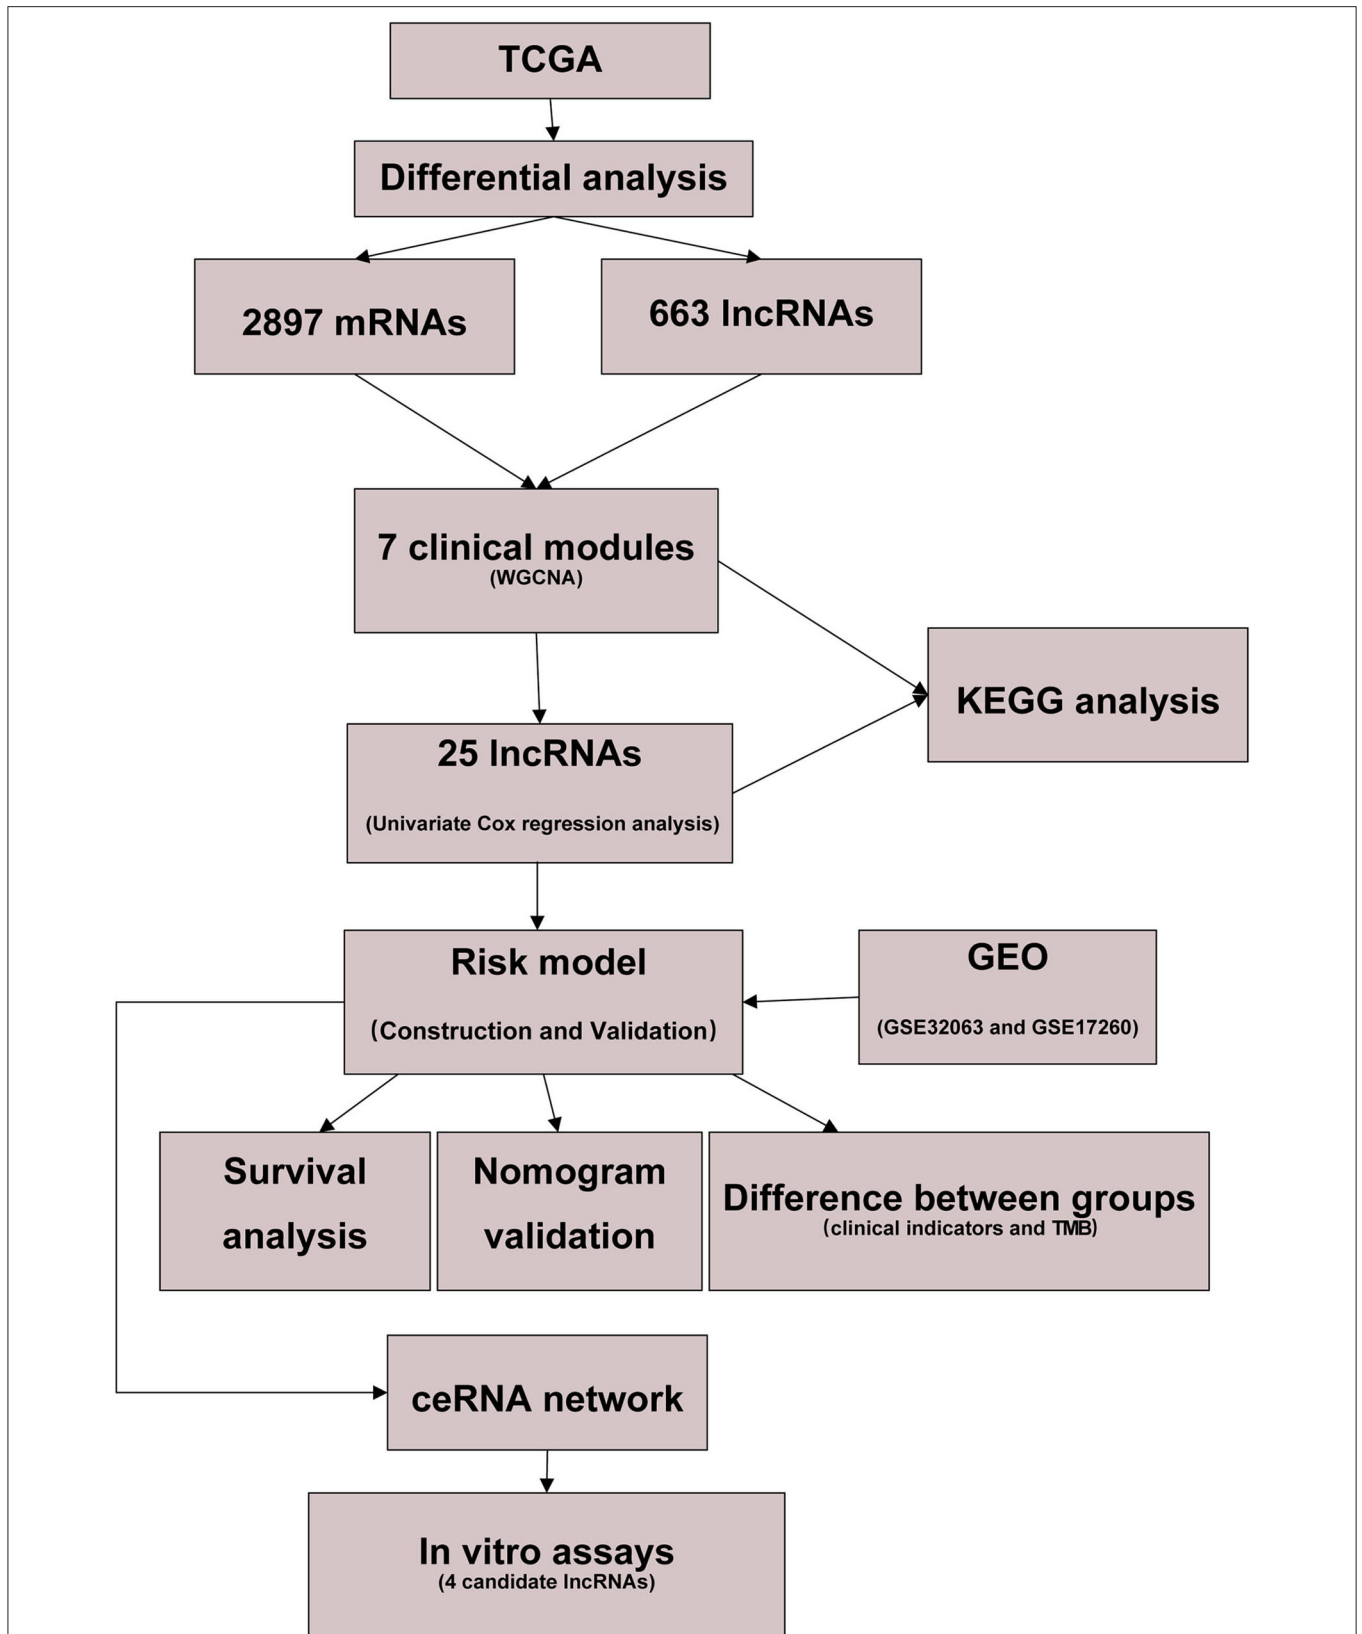 TCGA
Differential analysis
2897 mRNAs
663 lncRNAs
7 clinical modules
(WGCNA)
KEGG analysis
25 lncRNAs
(Univariate Cox regression analysis)
Risk model
(Construction and Validation)
GEO
(GSE32063 and GSE17260)
Survival
analysis
Nomogram
validation
Difference between groups
(clinical indicators and TMB)
ceRNA network
In vitro assays
(4 candidate lncRNAs)